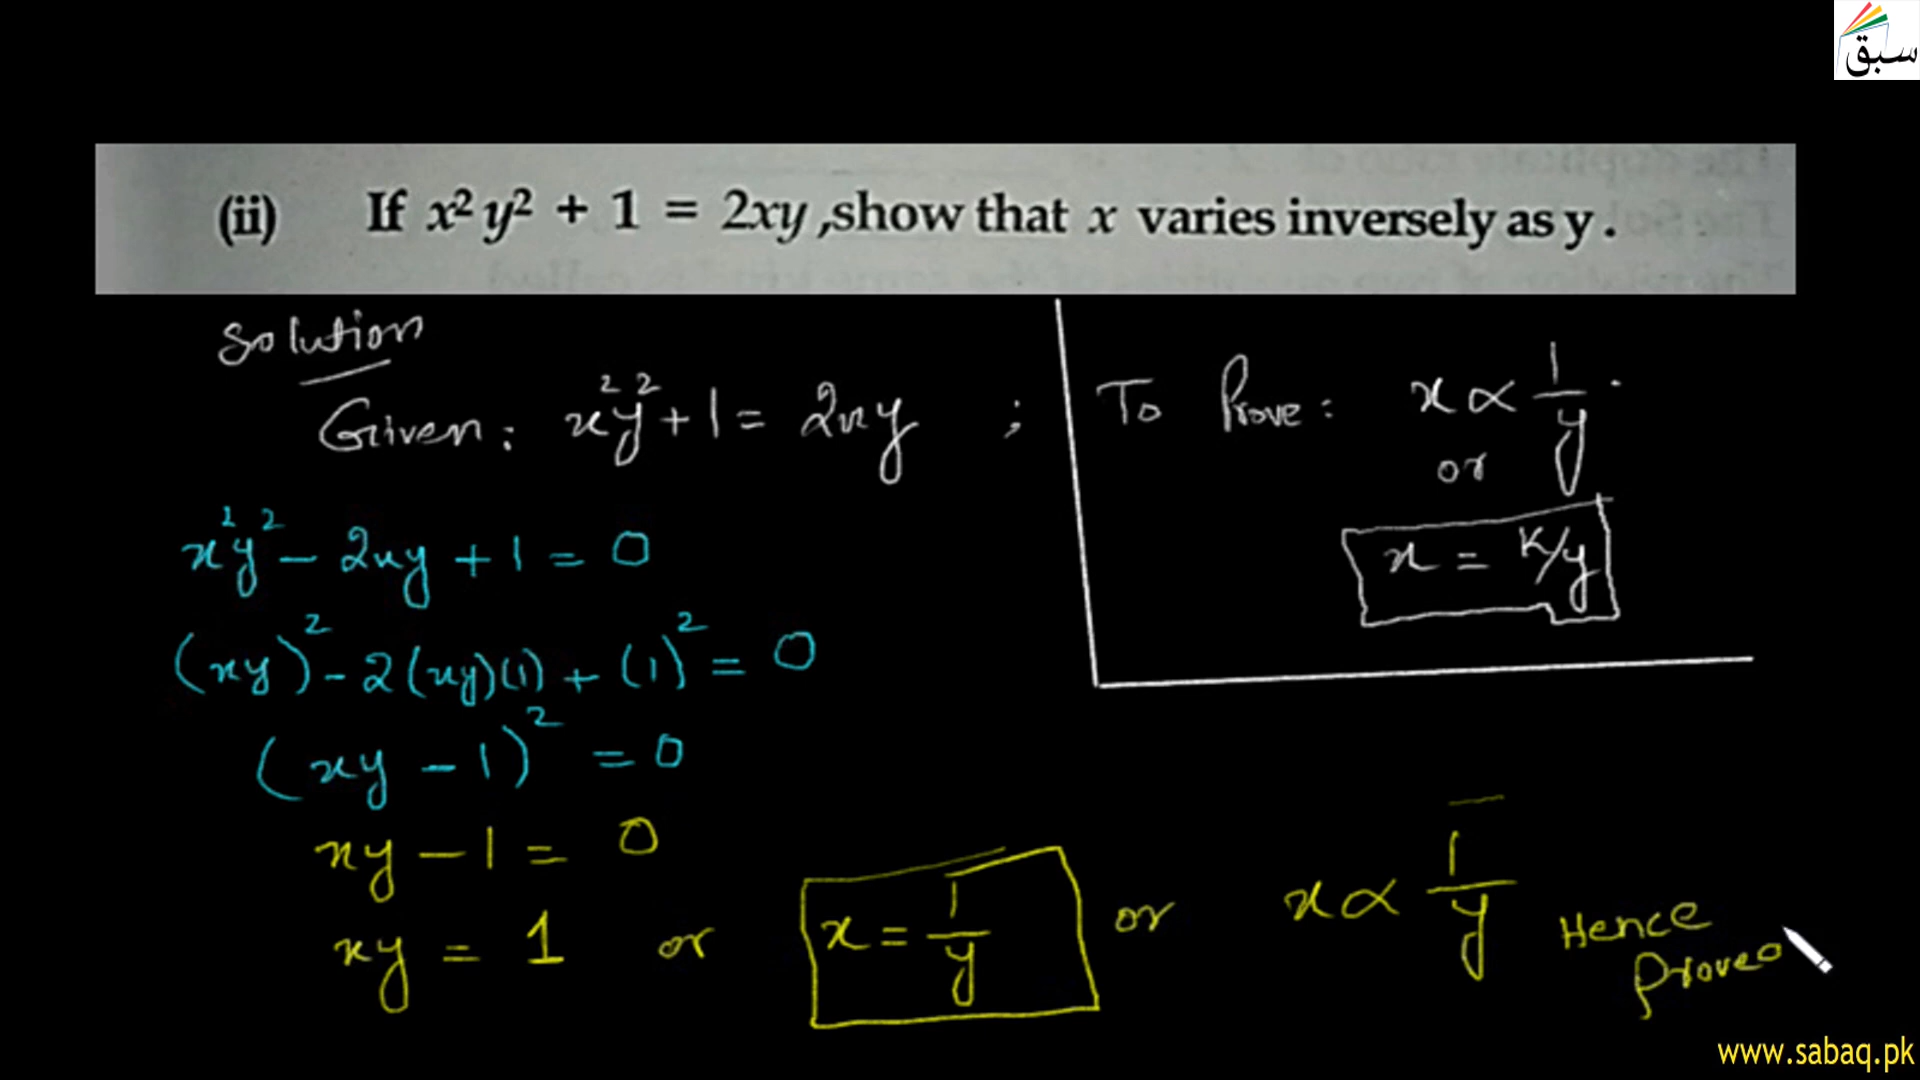 سبق
(ii) If x² y² + 1 = 2xy ,show that x varies inversely as y .
Solution
Given: x²y² + 1 = 2xy ;
To Prove: x ∝ 1/y .
or
x = K/y
x²y² – 2xy + 1 = 0
(xy)² – 2(xy)(1) + (1)² = 0
(xy – 1)² = 0
xy – 1 = 0
xy = 1 or x = 1/y or x ∝ 1/y Hence
Proved
www.sabaq.pk